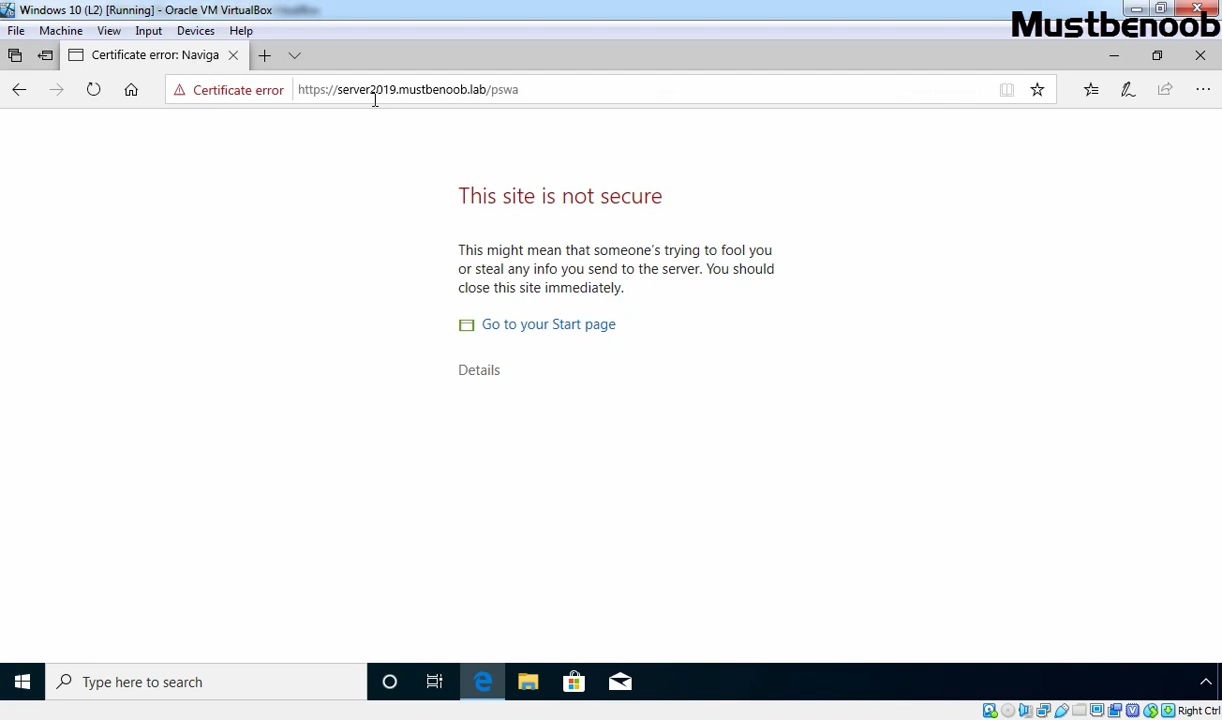 Windows 10 (L2) [Running] - Oracle VM VirtualBox
Mustbenoob
File Machine View Input Devices Help
Certificate error: Naviga
Certificate error https://server2019.mustbenoob.lab/pswa
This site is not secure
This might mean that someone's trying to fool you
or steal any info you send to the server. You should
close this site immediately.
Go to your Start page
Details
Type here to search
Right Ctrl